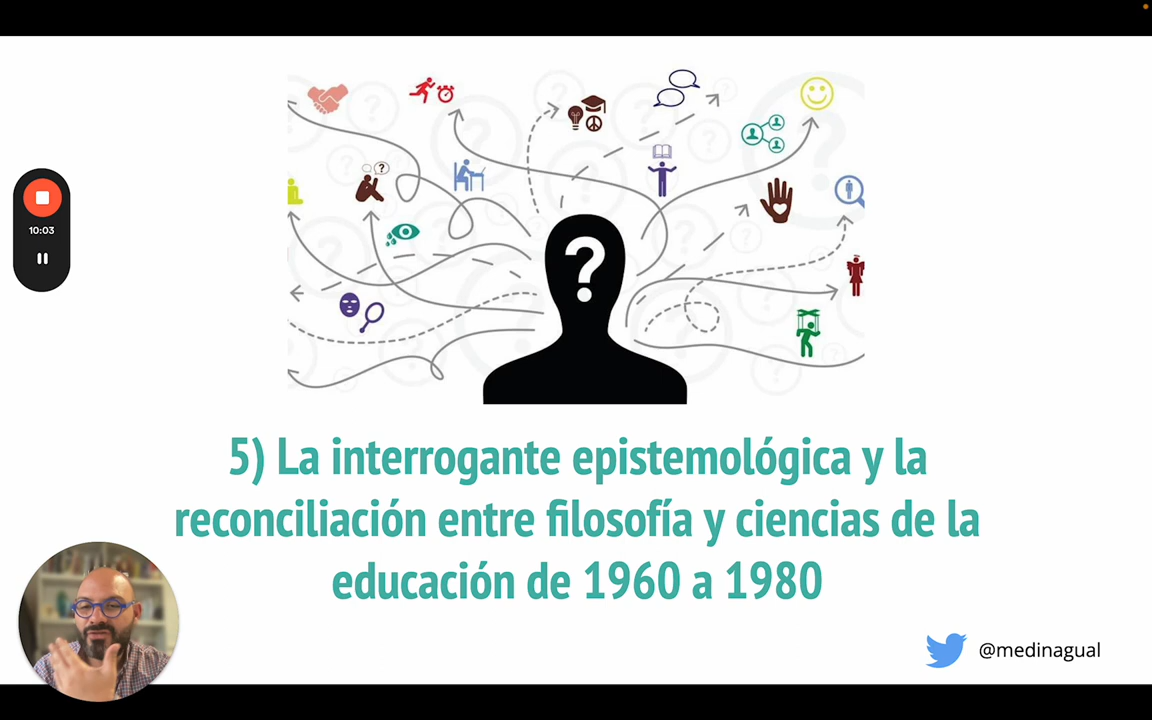 10:03
?
5) La interrogante epistemológica y la
reconciliación entre filosofía y ciencias de la
educación de 1960 a 1980
@medinagual